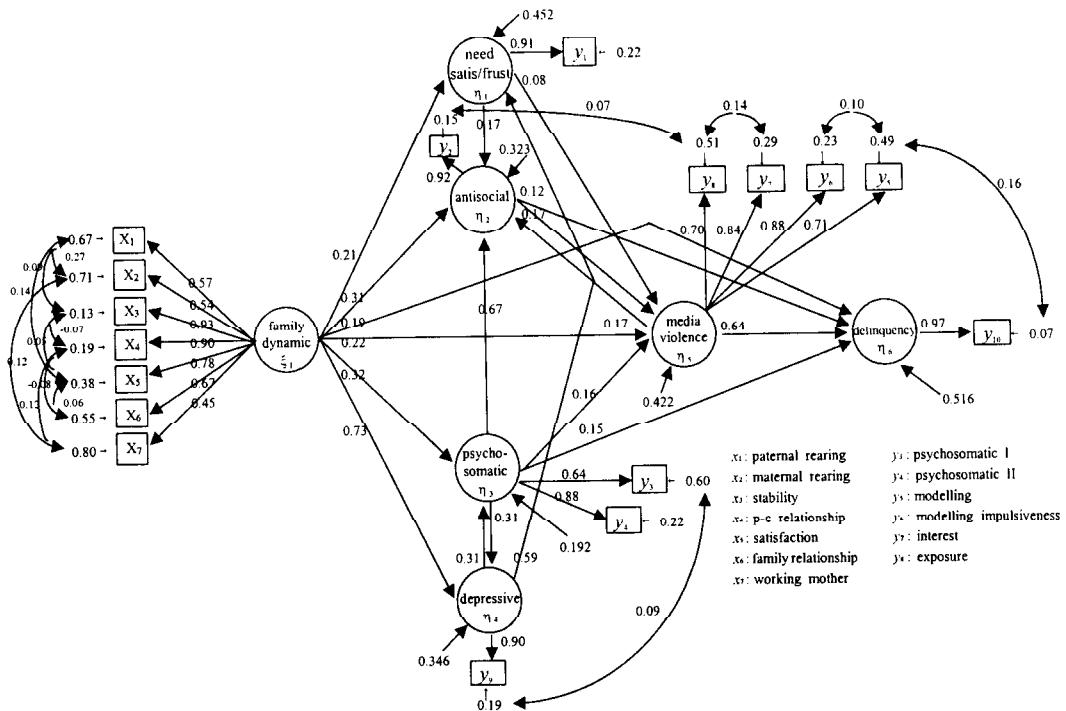 0.452
need
satis/frust
η₁
0.91
y₁
0.22
0.08
0.07
0.14
0.10
0.15
0.17
y₂
0.323
0.92
0.51
0.29
0.23
0.49
y₈
y₇
y₆
y₅
0.16
antisocial
η₂
0.12
0.17
0.70
0.84
0.88
0.71
0.67
X₁
0.27
0.09
0.71
X₂
0.14
0.13
X₃
-0.07
0.19
X₄
0.38
X₅
0.12
-0.08
0.06
0.55
X₆
0.80
X₇
0.57
0.54
0.93
0.90
0.78
0.67
0.45
family
dynamic
ξ₁
0.21
0.31
0.19
0.22
0.32
0.73
0.67
0.17
media
violence
η₅
0.422
0.64
delinquency
η₆
0.97
y₁₀
0.07
0.516
0.16
0.15
psycho-
somatic
η₃
0.64
y₃
0.60
0.88
y₄
0.22
0.192
0.31
0.31
0.59
depressive
η₄
0.346
0.90
y₉
0.19
0.09
x₁: paternal rearing
x₂: maternal rearing
x₃: stability
x₄: p-c relationship
x₅: satisfaction
x₆: family relationship
x₇: working mother
y₃: psychosomatic I
y₄: psychosomatic II
y₅: modelling
y₆: modelling impulsiveness
y₇: interest
y₈: exposure